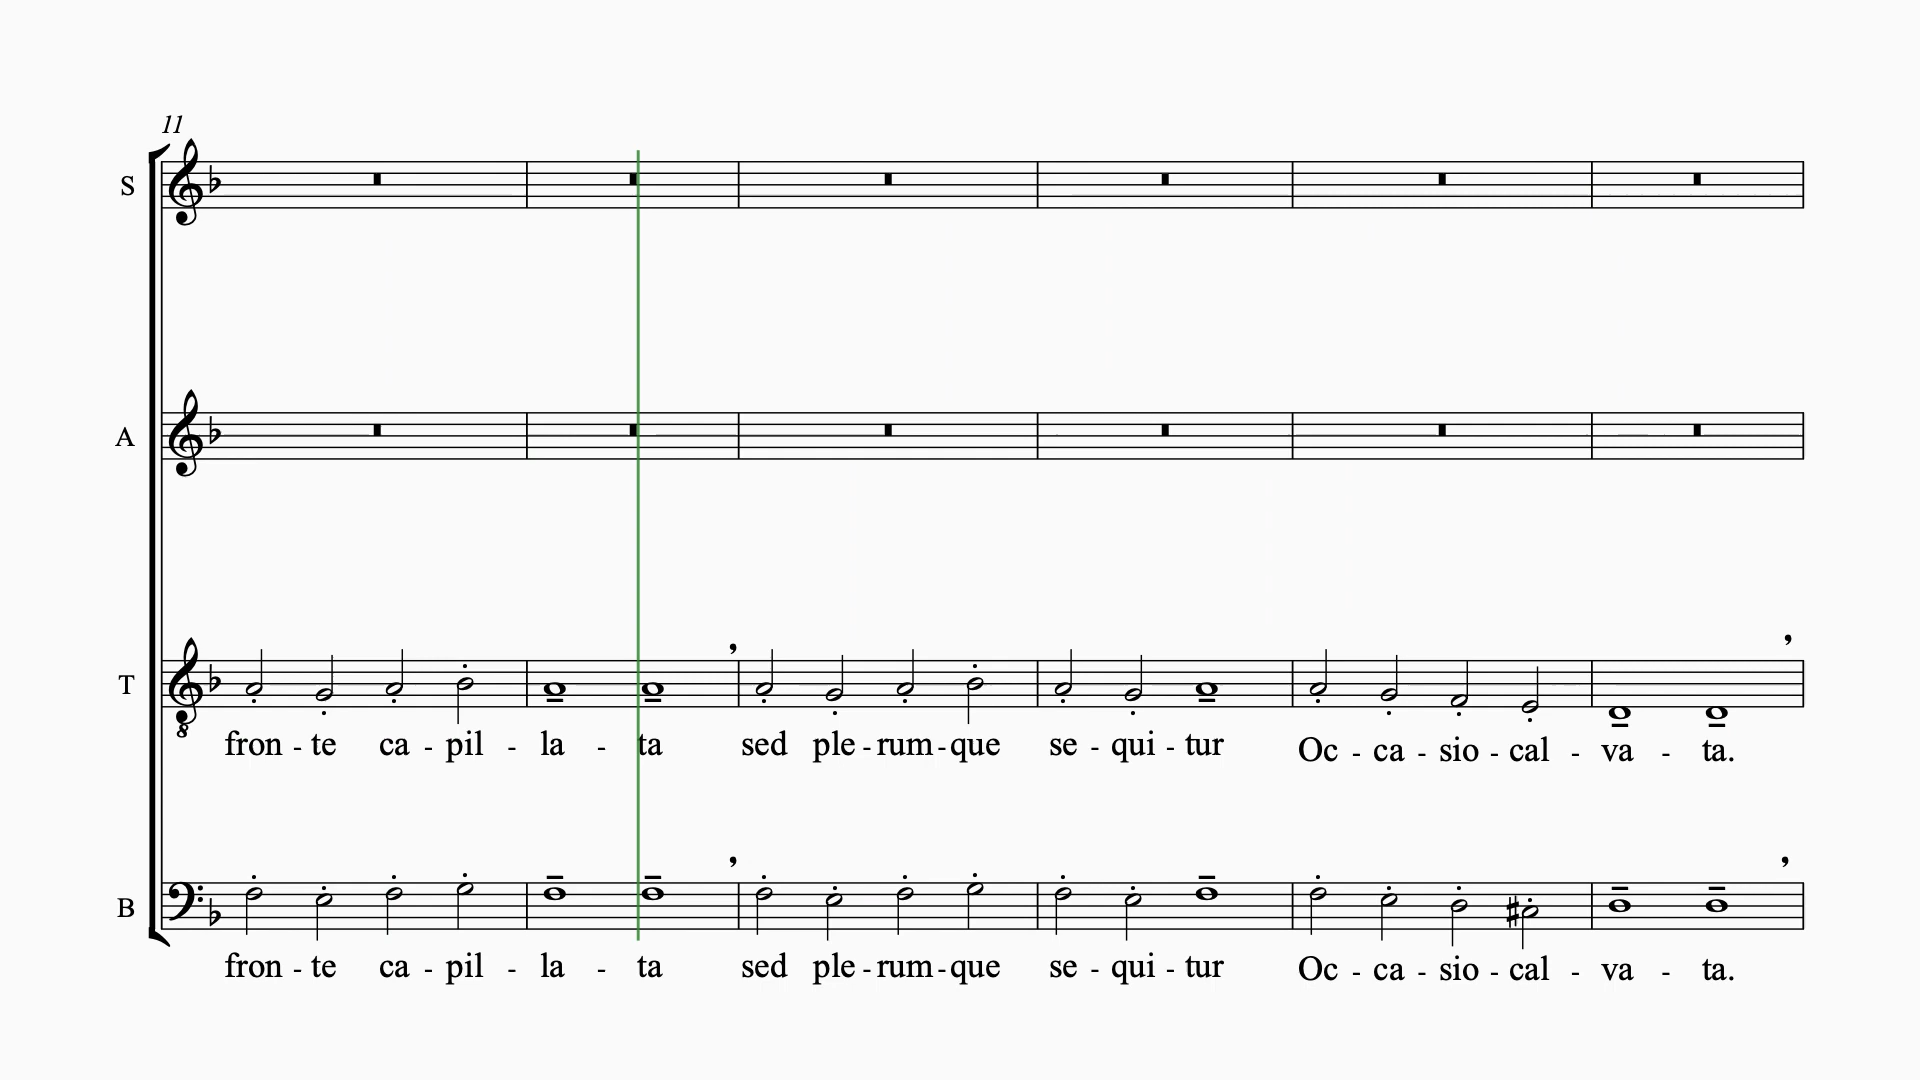 11
S
A
T
fron - te ca - pil - la - ta sed ple - rum - que se - qui - tur Oc - ca - sio - cal - va - ta.
B
fron - te ca - pil - la - ta sed ple - rum - que se - qui - tur Oc - ca - sio - cal - va - ta.